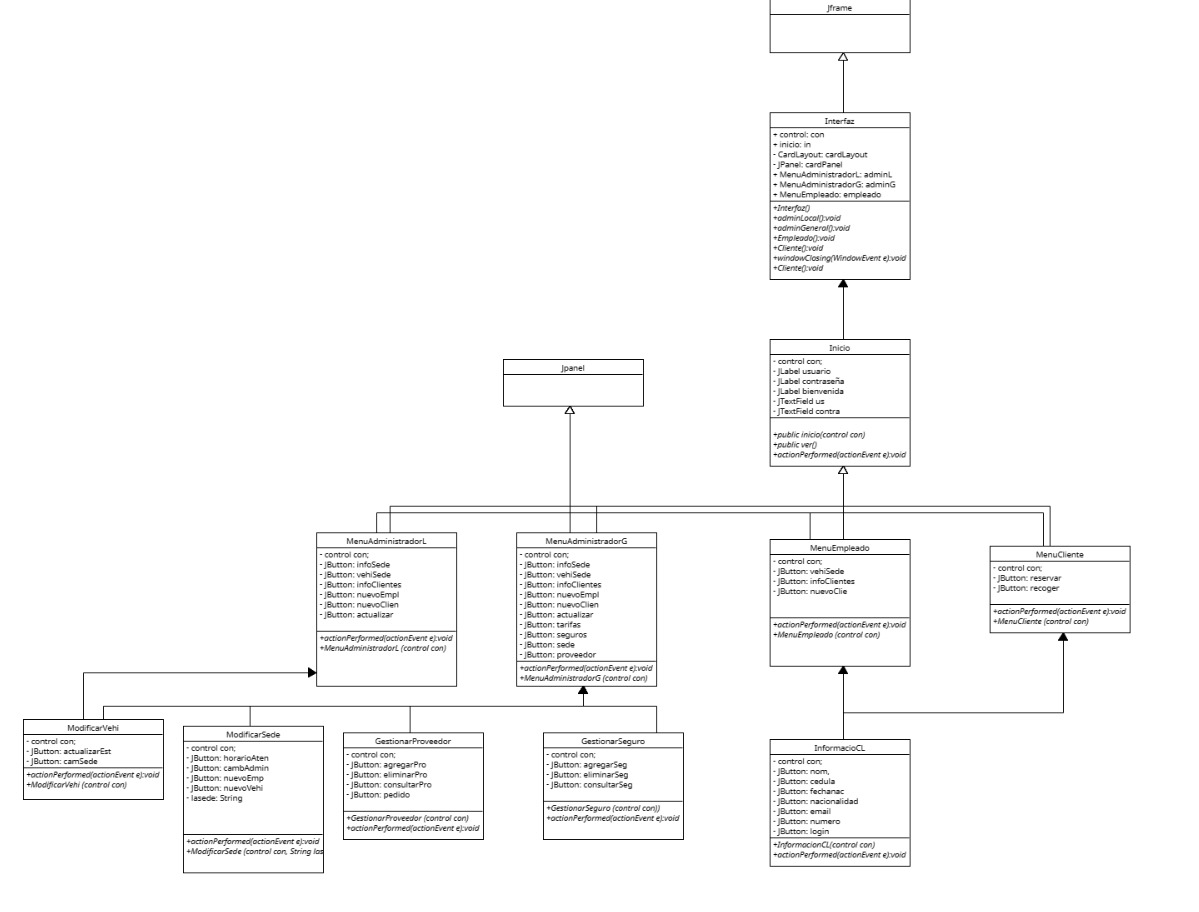 Jframe
Interfaz
+ control: con
+ inicio: in
- CardLayout: cardLayout
- JPanel: cardPanel
+ MenuAdministradorL: adminL
+ MenuAdministradorG: adminG
+ MenuEmpleado: empleado
+Interfaz()
+adminLocal():void
+adminGeneral():void
+Empleado():void
+Cliente():void
+windowClosing(WindowEvent e):void
+Cliente():void
Inicio
- control con;
- JLabel usuario
- JLabel contraseña
- JLabel bienvenida
- JTextField us
- JTextField contra
+public inicio(control con)
+public ver()
+actionPerformed(actionEvent e):void
Jpanel
MenuAdministradorL
- control con;
- JButton: infoSede
- JButton: vehiSede
- JButton: infoClientes
- JButton: nuevoEmpl
- JButton: nuevoClien
- JButton: actualizar
+actionPerformed(actionEvent e):void
+MenuAdministradorL (control con)
MenuAdministradorG
- control con;
- JButton: infoSede
- JButton: vehiSede
- JButton: infoClientes
- JButton: nuevoEmpl
- JButton: nuevoClien
- JButton: actualizar
- JButton: tarifas
- JButton: seguros
- JButton: sede
- JButton: proveedor
+actionPerformed(actionEvent e):void
+MenuAdministradorG (control con)
MenuEmpleado
- control con;
- JButton: vehiSede
- JButton: infoClientes
- JButton: nuevoClie
+actionPerformed(actionEvent e):void
+MenuEmpleado (control con)
MenuCliente
- control con;
- JButton: reservar
- JButton: recoger
+actionPerformed(actionEvent e):void
+MenuCliente (control con)
ModificarVehi
- control con;
- JButton: actualizarEst
- JButton: camSede
+actionPerformed(actionEvent e):void
+ModificarVehi (control con)
ModificarSede
- control con;
- JButton: horarioAten
- JButton: cambAdmin
- JButton: nuevoEmp
- JButton: nuevoVehi
- lasede: String
+actionPerformed(actionEvent e):void
+ModificarSede (control con, String las
GestionarProveedor
- control con;
- JButton: agregarPro
- JButton: eliminarPro
- JButton: consultarPro
- JButton: pedido
+GestionarProveedor (control con)
+actionPerformed(actionEvent e):void
GestionarSeguro
- control con;
- JButton: agregarSeg
- JButton: eliminarSeg
- JButton: consultarSeg
+GestionarSeguro (control con))
+actionPerformed(actionEvent e):void
InformacioCL
- control con;
- JButton: nom,
- JButton: cedula
- JButton: fechanac
- JButton: nacionalidad
- JButton: email
- JButton: numero
- JButton: login
+InformacionCL(control con)
+actionPerformed(actionEvent e):void